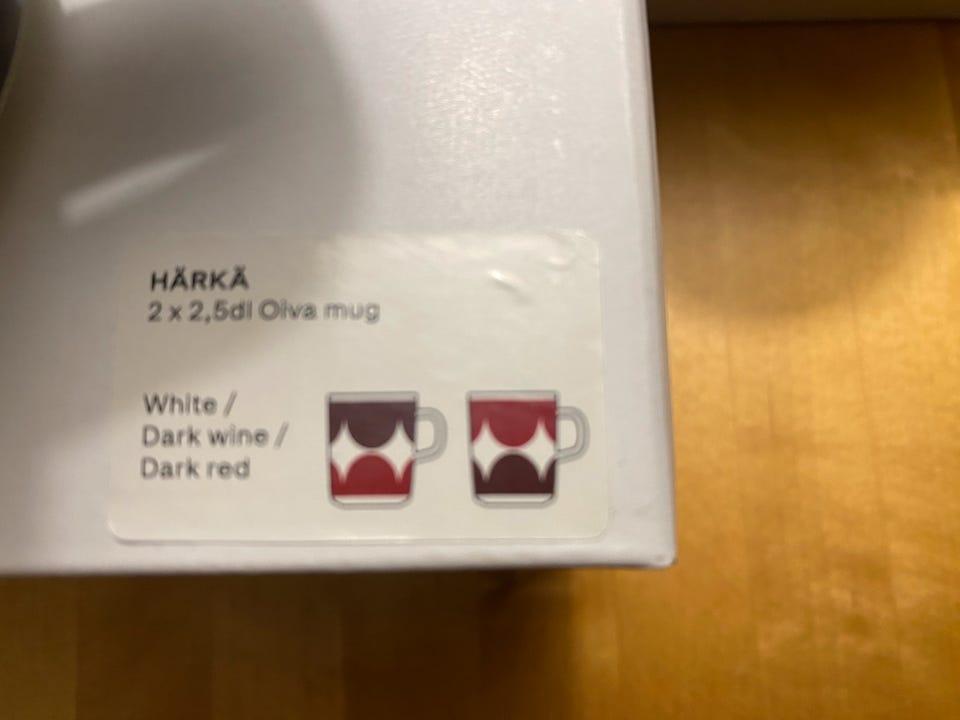 HÄRKÄ
2 x 2,5dl Oiva mug
White /
Dark wine /
Dark red